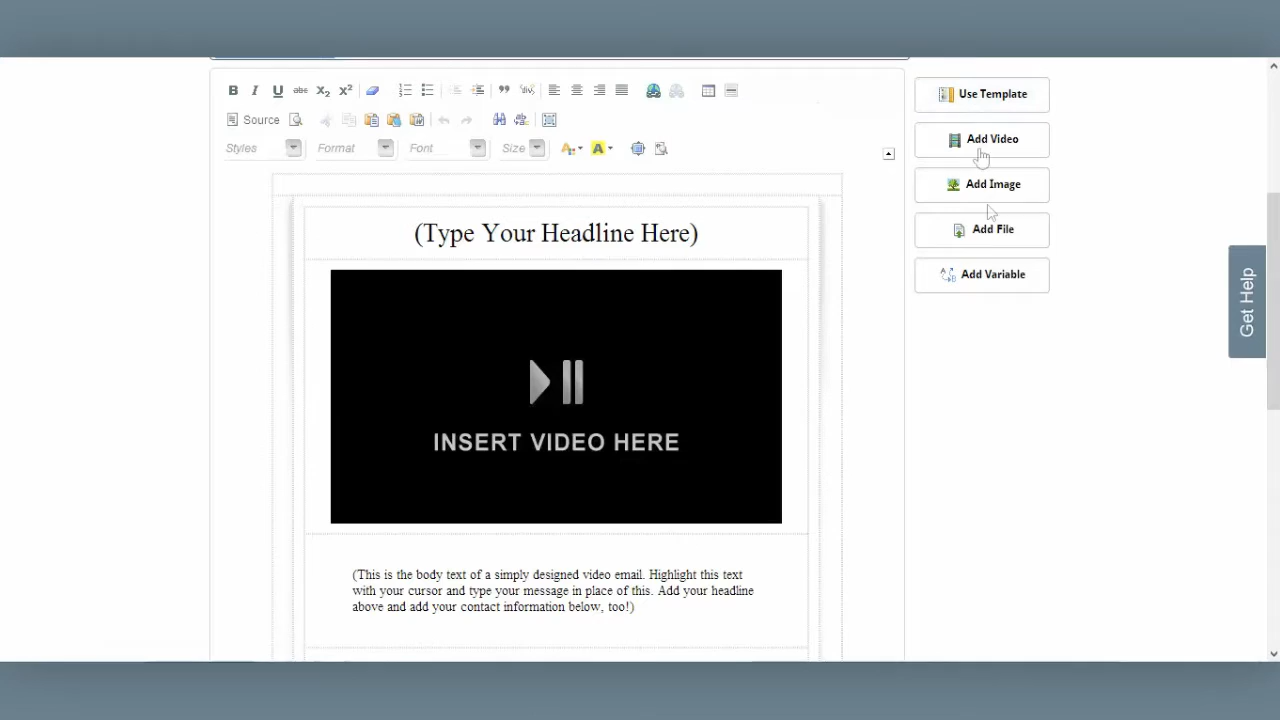 B I U abc X₂ X²
Source
Styles Format Font Size
Use Template
Add Video
Add Image
Add File
Add Variable
Get Help
(Type Your Headline Here)
INSERT VIDEO HERE
(This is the body text of a simply designed video email. Highlight this text
with your cursor and type your message in place of this. Add your headline
above and add your contact information below, too!)